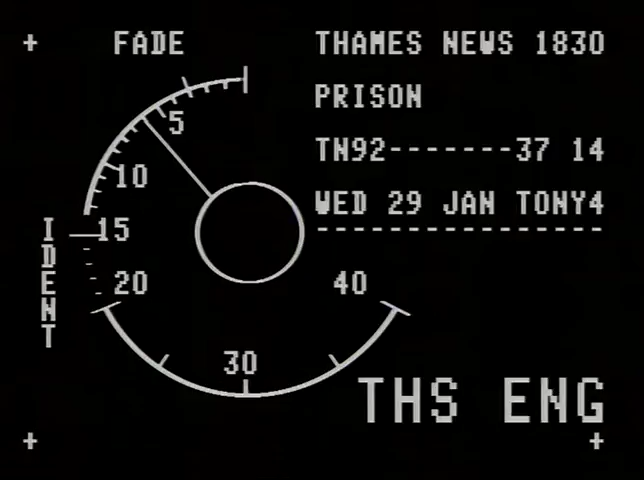 FADE
THAMES NEWS 1830
PRISON
TN92-------37 14
WED 29 JAN TONY4
----------------
5
10
15
20
30
40
IDENT
THS ENG